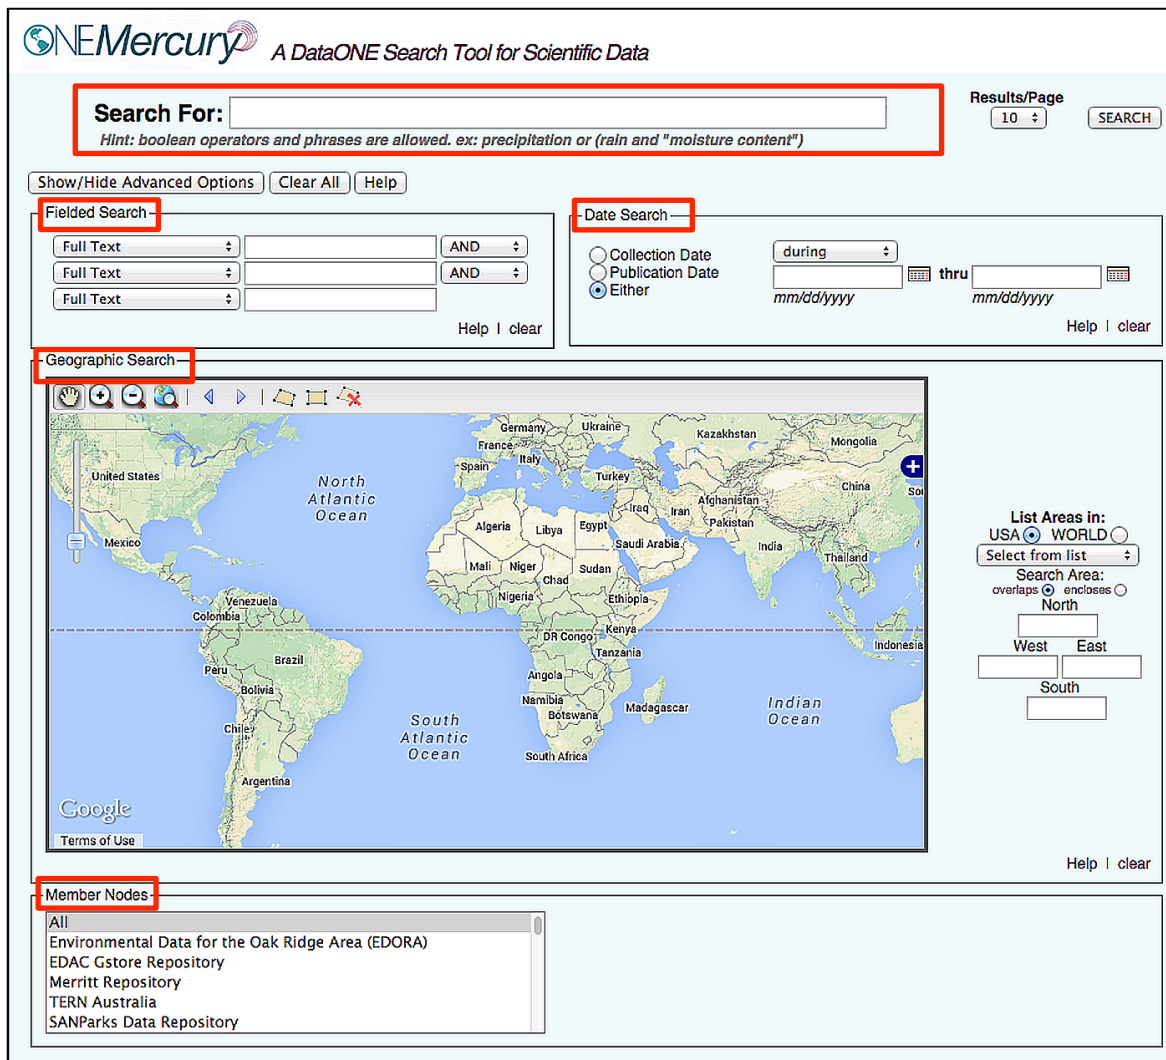 ONEMercury A DataONE Search Tool for Scientific Data
Search For:
Hint: boolean operators and phrases are allowed. ex: precipitation or (rain and "moisture content")
Results/Page
10
SEARCH
Show/Hide Advanced Options Clear All Help
Fielded Search
Full Text AND
Full Text AND
Full Text
Help | clear
Date Search
Collection Date
Publication Date
Either
during
thru
mm/dd/yyyy mm/dd/yyyy
Help | clear
Geographic Search
Germany
Ukraine
Kazakhstan
Mongolia
France
Italy
Spain
Turkey
United States
North
Atlantic
Ocean
China
Sou
Afghanistan
Iraq
Iran
Pakistan
Algeria
Libya
Egypt
Mexico
Saudi Arabia
India
Thailand
Mali
Niger
Chad
Sudan
Nigeria
Ethiopia
Venezuela
Colombia
DR Congo
Kenya
Indonesia
Tanzania
Brazil
Peru
Angola
Bolivia
Namibia
Botswana
Madagascar
Indian
Ocean
South
Atlantic
Ocean
Chile
South Africa
Argentina
Google
Terms of Use
List Areas in:
USA WORLD
Select from list
Search Area:
overlaps encloses
North
West East
South
Help | clear
Member Nodes
All
Environmental Data for the Oak Ridge Area (EDORA)
EDAC Gstore Repository
Merritt Repository
TERN Australia
SANParks Data Repository